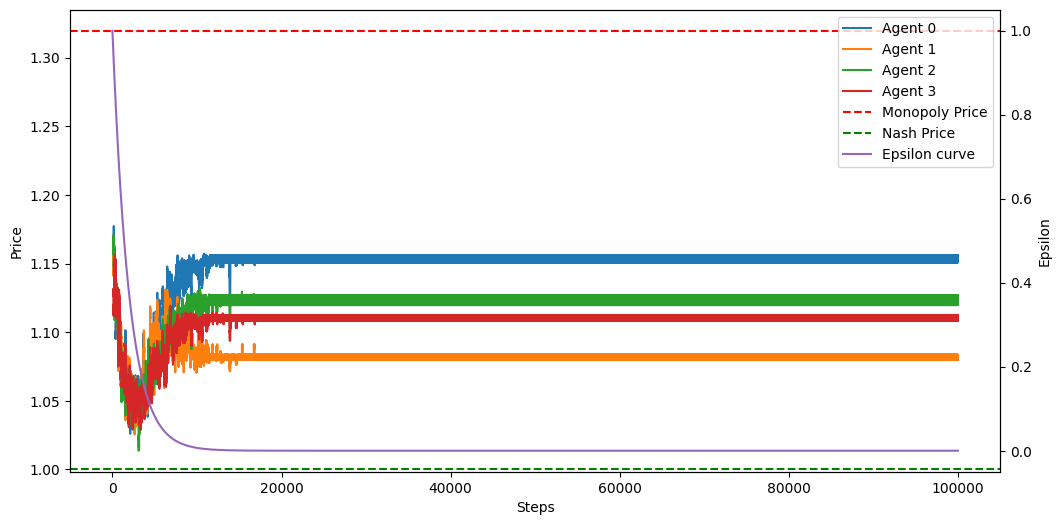 Agent 0
Agent 1
Agent 2
Agent 3
Monopoly Price
Nash Price
Epsilon curve
Price
1.30
1.25
1.20
1.15
1.10
1.05
1.00
1.0
0.8
0.6
0.4
0.2
0.0
Epsilon
0
20000
40000
60000
80000
100000
Steps